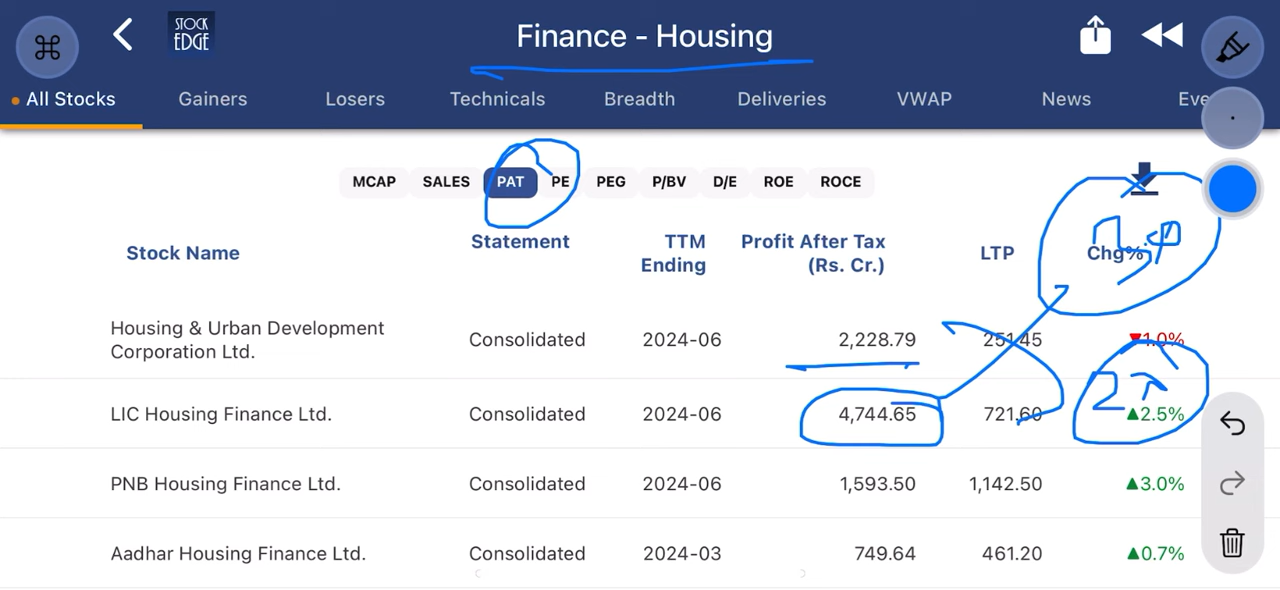 STOCK EDGE
Finance - Housing
All Stocks Gainers Losers Technicals Breadth Deliveries VWAP News Eve
MCAP SALES PAT PE PEG P/BV D/E ROE ROCE
Stock Name Statement TTM Ending Profit After Tax (Rs. Cr.) LTP Chg%
Housing & Urban Development Corporation Ltd. Consolidated 2024-06 2,228.79 251.45 ▼1.0%
LIC Housing Finance Ltd. Consolidated 2024-06 4,744.65 721.60 ▲2.5%
2x
PNB Housing Finance Ltd. Consolidated 2024-06 1,593.50 1,142.50 ▲3.0%
Aadhar Housing Finance Ltd. Consolidated 2024-03 749.64 461.20 ▲0.7%